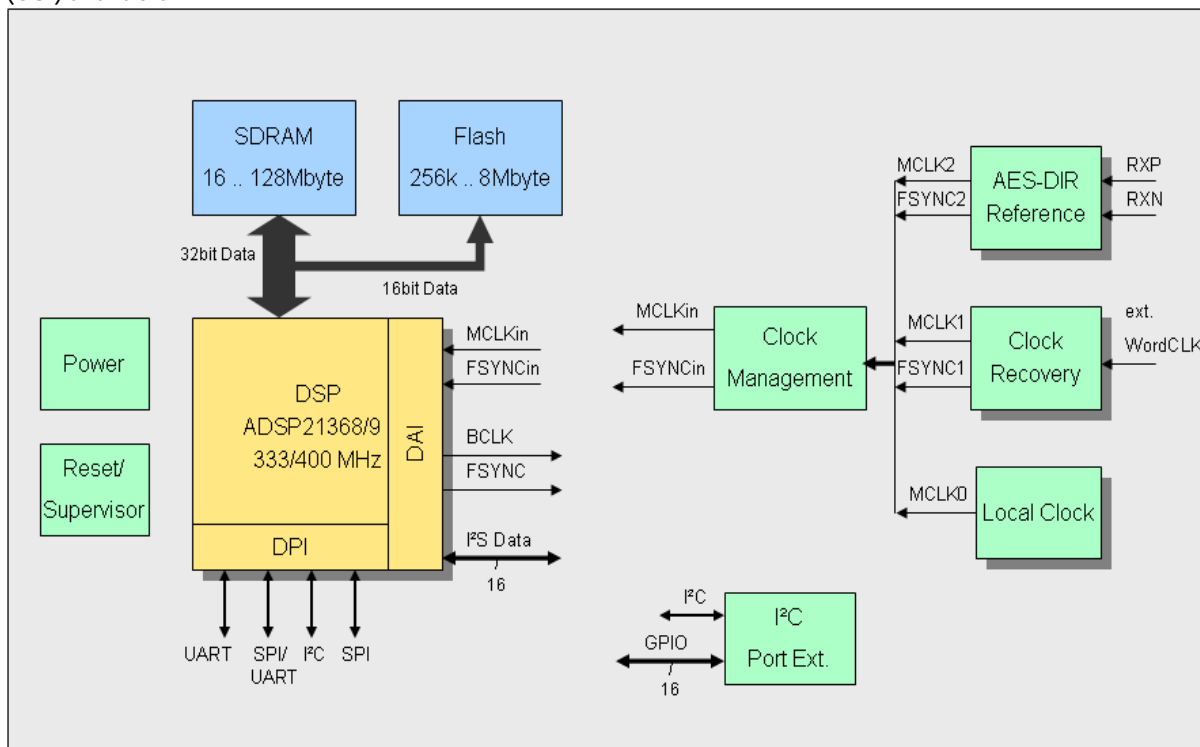 SDRAM
16 .. 128Mbyte
Flash
256k .. 8Mbyte
32bit Data
16bit Data
Power
Reset/
Supervisor
DSP
ADSP21368/9
333/400 MHz
DAI
DPI
MCLKin
FSYNCin
BCLK
FSYNC
I²S Data
16
UART
SPI/
UART
I²C
SPI
MCLKin
FSYNCin
Clock
Management
MCLK2
FSYNC2
AES-DIR
Reference
RXP
RXN
MCLK1
FSYNC1
Clock
Recovery
ext.
WordCLK
MCLK0
Local Clock
I²C
GPIO
16
I²C
Port Ext.